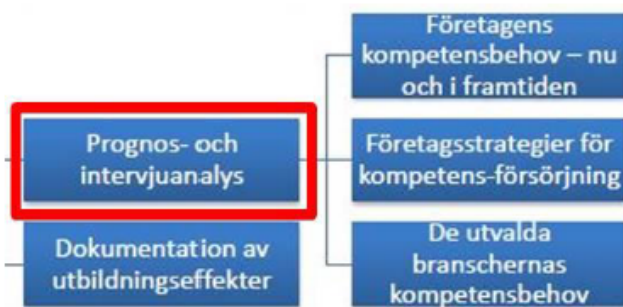 Företagens
kompetensbehov – nu
och i framtiden
Prognos- och
intervjuanalys
Företagsstrategier för
kompetens-försörjning
Dokumentation av
utbildningseffekter
De utvalda
branschernas
kompetensbehov